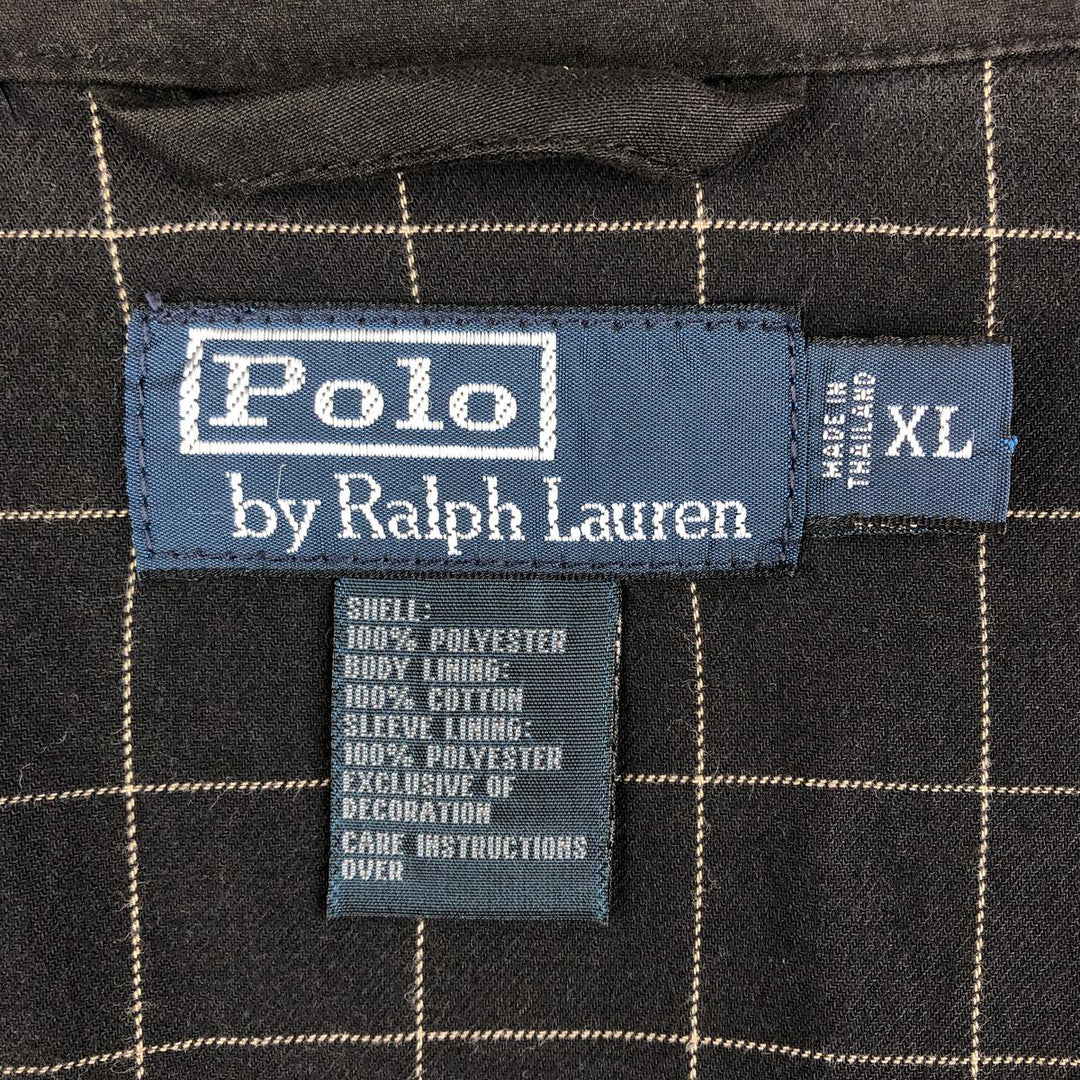 Polo
by Ralph Lauren
MADE IN
THAILAND
XL
SHELL:
100% POLYESTER
BODY LINING:
100% COTTON
SLEEVE LINING:
100% POLYESTER
EXCLUSIVE OF
DECORATION
CARE INSTRUCTIONS
OVER